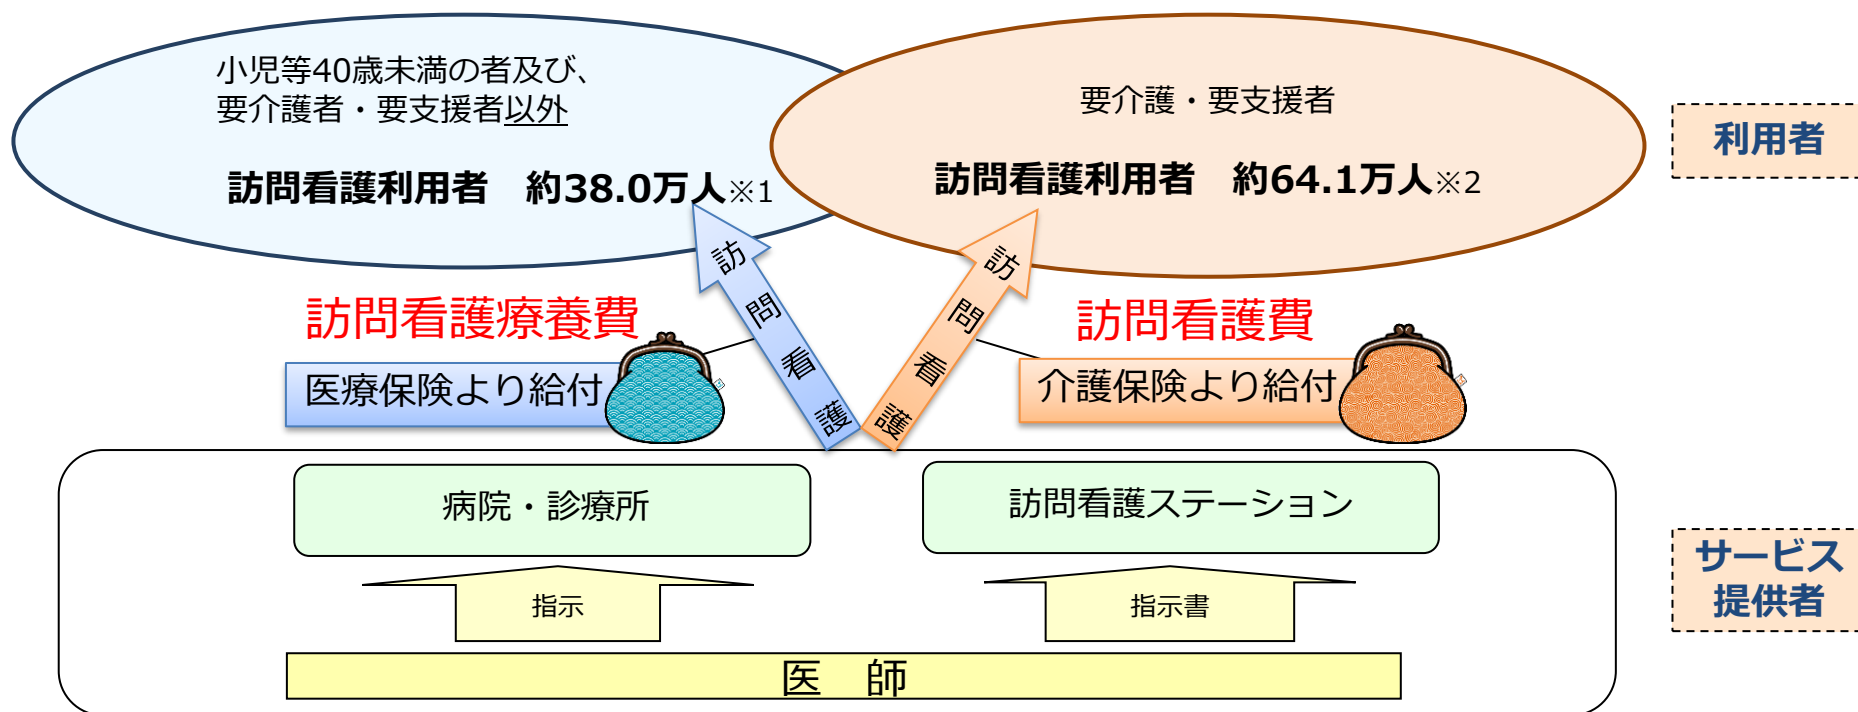 小児等40歳未満の者及び、
要介護者・要支援者以外
訪問看護利用者　約38.0万人※1
要介護・要支援者
訪問看護利用者　約64.1万人※2
利用者
訪問看護
訪問看護
訪問看護療養費
医療保険より給付
訪問看護費
介護保険より給付
病院・診療所
訪問看護ステーション
指示
指示書
医　師
サービス
提供者